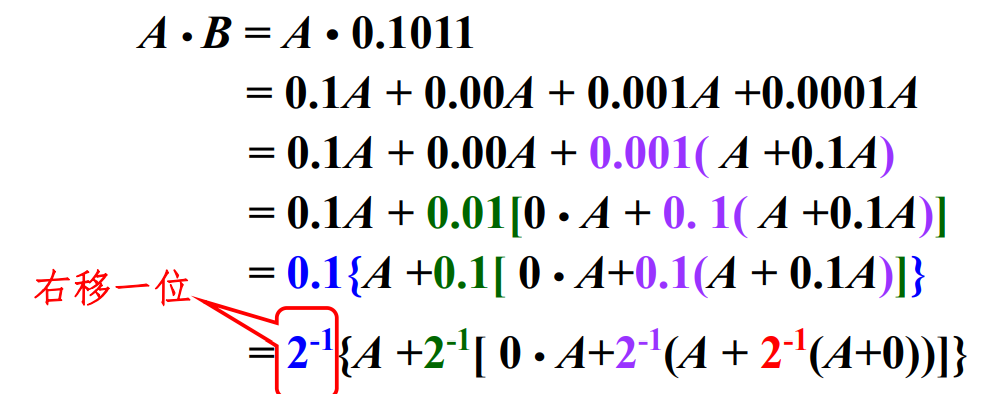 A • B = A • 0.1011
= 0.1A + 0.00A + 0.001A +0.0001A
= 0.1A + 0.00A + 0.001( A +0.1A)
= 0.1A + 0.01[0 • A + 0. 1( A +0.1A)]
右移一位
= 0.1{A +0.1[ 0 • A+0.1(A + 0.1A)]}
= 2⁻¹{A +2⁻¹[ 0 • A+2⁻¹(A + 2⁻¹(A+0))]}